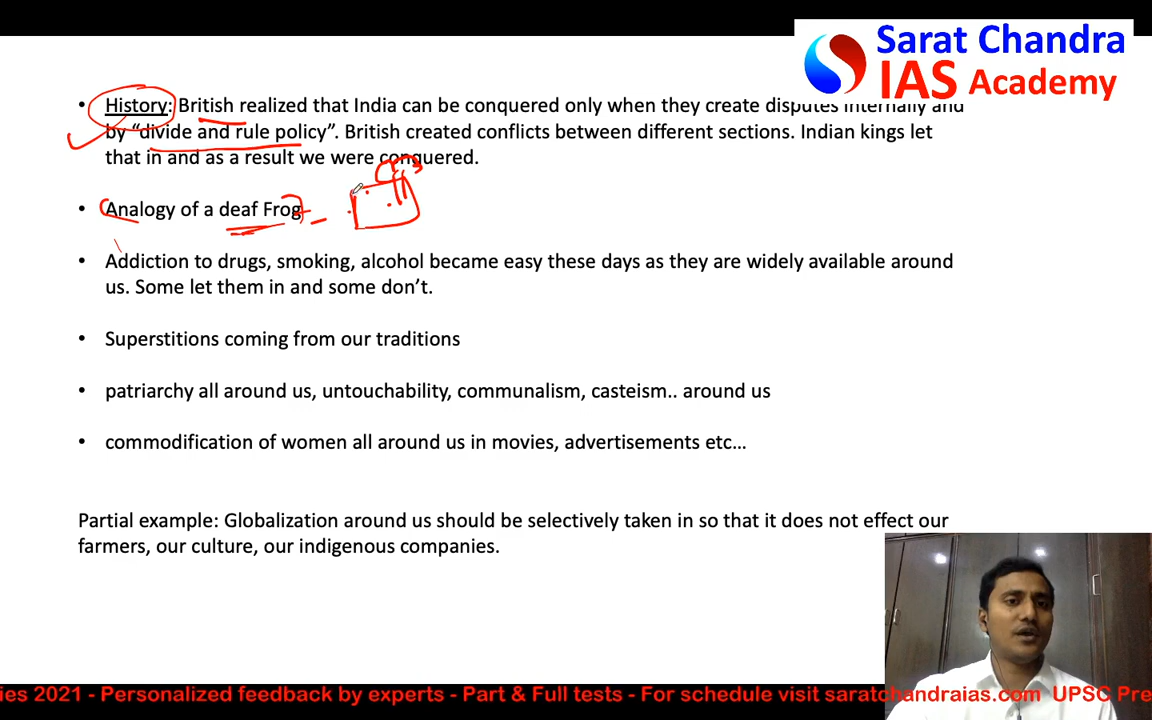 Sarat Chandra
IAS Academy
• History: British realized that India can be conquered only when they create disputes internally and
by “divide and rule policy”. British created conflicts between different sections. Indian kings let
that in and as a result we were conquered.
• Analogy of a deaf Frog
• Addiction to drugs, smoking, alcohol became easy these days as they are widely available around
us. Some let them in and some don’t.
• Superstitions coming from our traditions
• patriarchy all around us, untouchability, communalism, casteism.. around us
• commodification of women all around us in movies, advertisements etc...
Partial example: Globalization around us should be selectively taken in so that it does not effect our
farmers, our culture, our indigenous companies.
ies 2021 - Personalized feedback by experts - Part & Full tests - For schedule visit saratchandraias.com UPSC Pre